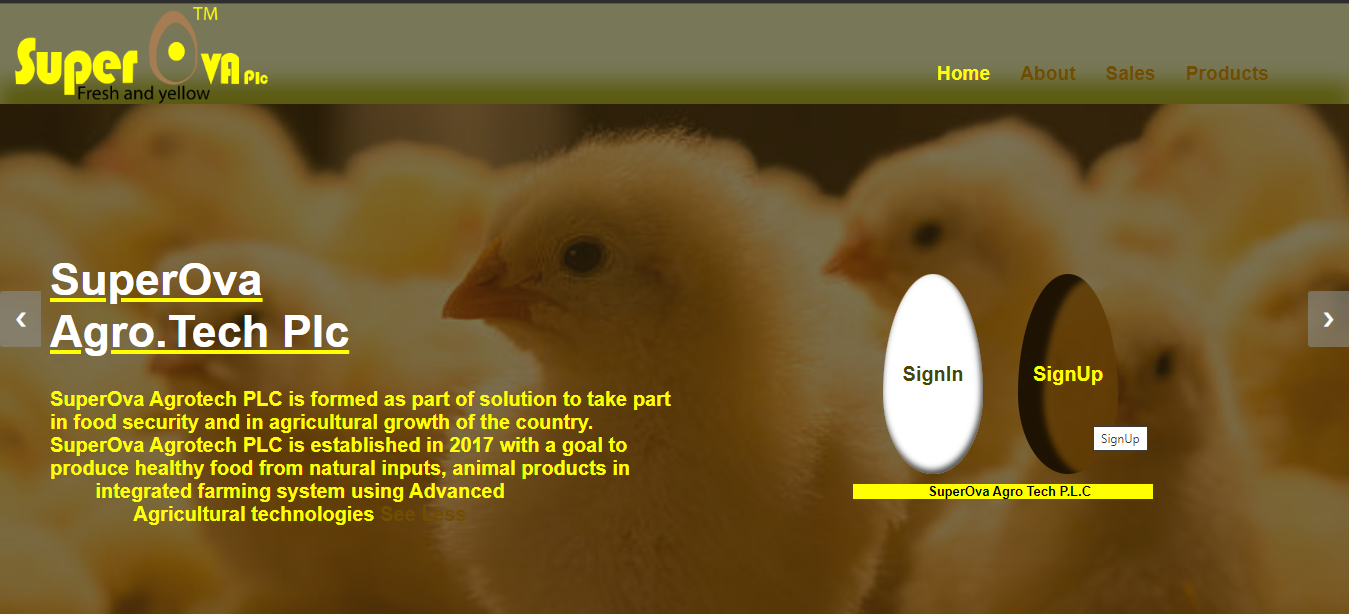 TM
Super Ova Plc
Fresh and yellow
Home About Sales Products
SuperOva
Agro.Tech Plc
SuperOva Agrotech PLC is formed as part of solution to take part
in food security and in agricultural growth of the country.
SuperOva Agrotech PLC is established in 2017 with a goal to
produce healthy food from natural inputs, animal products in
integrated farming system using Advanced
Agricultural technologies See Less
SignIn SignUp
SignUp
SuperOva Agro Tech P.L.C